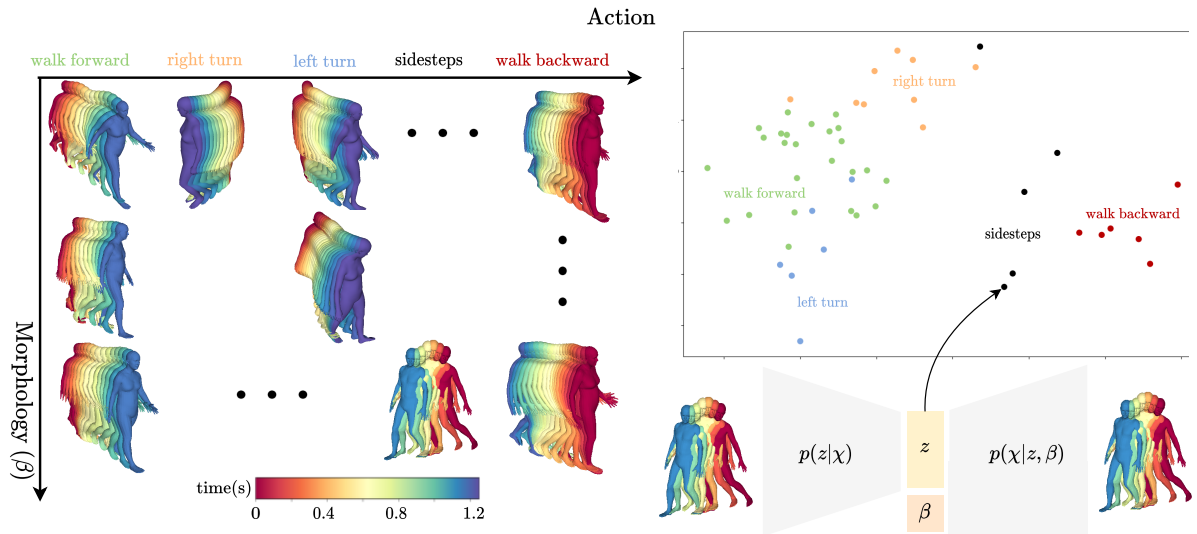 Action
walk forward
right turn
left turn
sidesteps
walk backward
Morphology (β)
time(s)
0
0.4
0.8
1.2
right turn
walk forward
walk backward
sidesteps
left turn
p(z|χ)
z
p(χ|z, β)
β